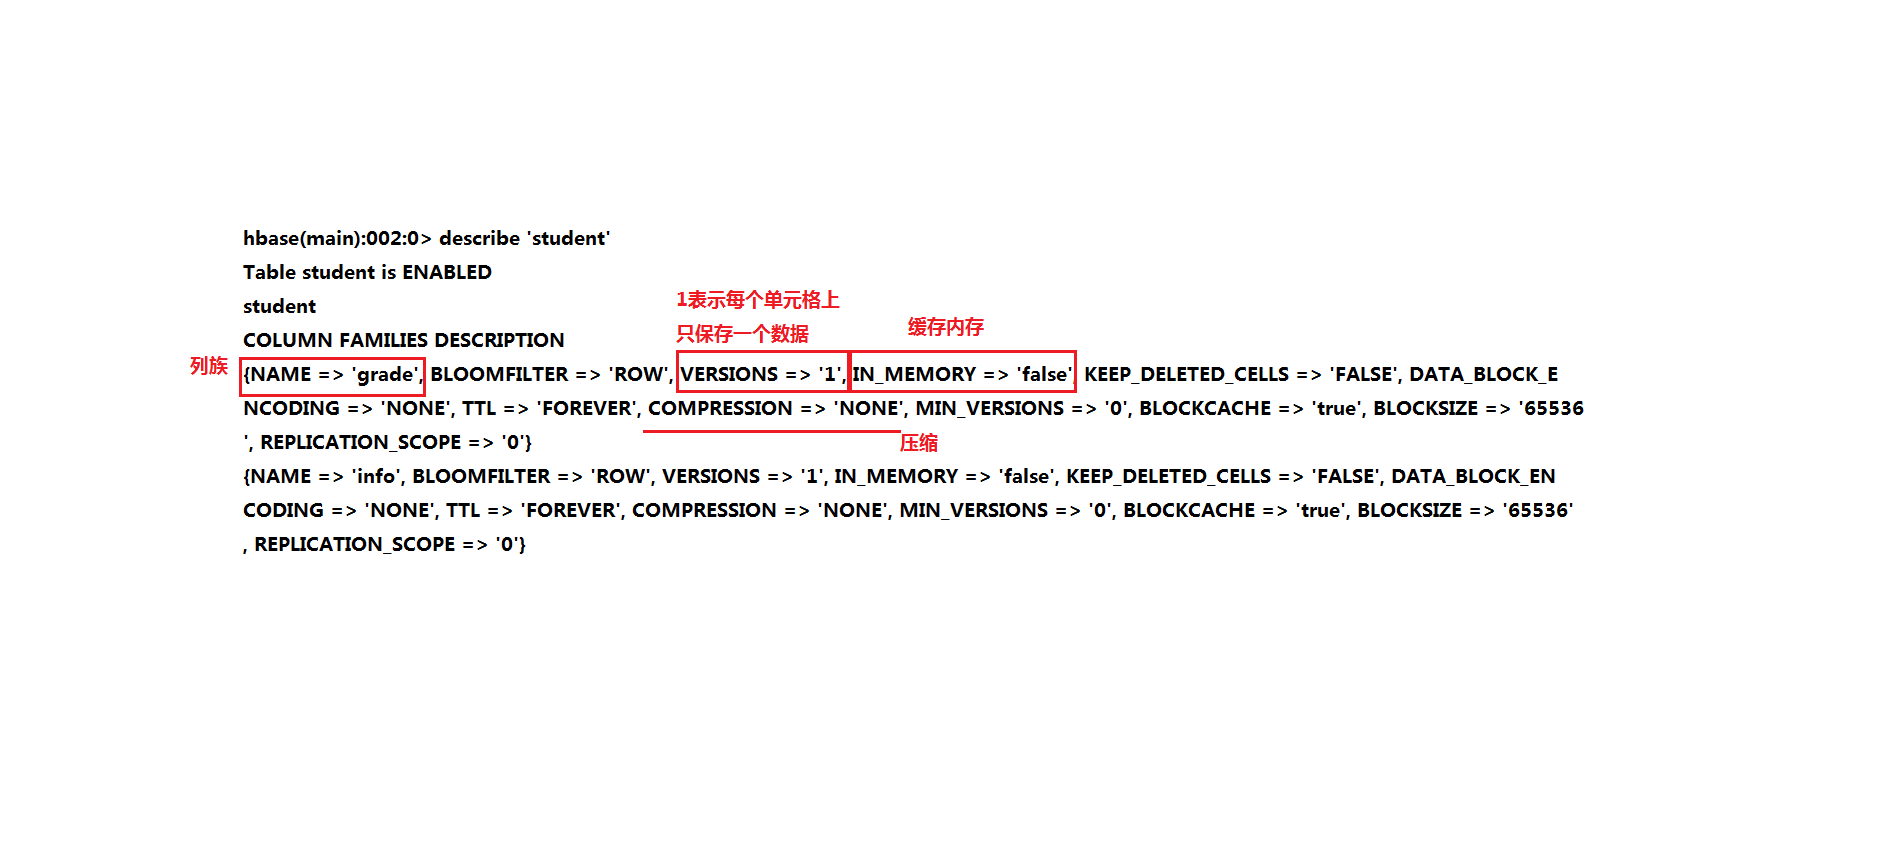 hbase(main):002:0> describe 'student'
Table student is ENABLED
student
1表示每个单元格上
只保存一个数据
缓存内存
COLUMN FAMILIES DESCRIPTION
列族
{NAME => 'grade', BLOOMFILTER => 'ROW', VERSIONS => '1', IN_MEMORY => 'false', KEEP_DELETED_CELLS => 'FALSE', DATA_BLOCK_E
NCODING => 'NONE', TTL => 'FOREVER', COMPRESSION => 'NONE', MIN_VERSIONS => '0', BLOCKCACHE => 'true', BLOCKSIZE => '65536
', REPLICATION_SCOPE => '0'}
压缩
{NAME => 'info', BLOOMFILTER => 'ROW', VERSIONS => '1', IN_MEMORY => 'false', KEEP_DELETED_CELLS => 'FALSE', DATA_BLOCK_EN
CODING => 'NONE', TTL => 'FOREVER', COMPRESSION => 'NONE', MIN_VERSIONS => '0', BLOCKCACHE => 'true', BLOCKSIZE => '65536'
, REPLICATION_SCOPE => '0'}